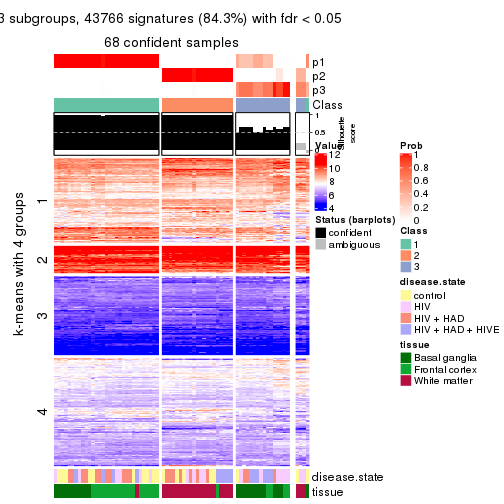 3 subgroups, 43766 signatures (84.3%) with fdr < 0.05
68 confident samples
p1
p2
p3
Class
1
0.5
0
Silhouette
score
k-means with 4 groups
1
2
3
4
disease.state
tissue
Value
12
10
8
6
4
Status (barplots)
confident
ambiguous
Prob
1
0.8
0.6
0.4
0.2
0
Class
1
2
3
disease.state
control
HIV
HIV + HAD
HIV + HAD + HIVE
tissue
Basal ganglia
Frontal cortex
White matter